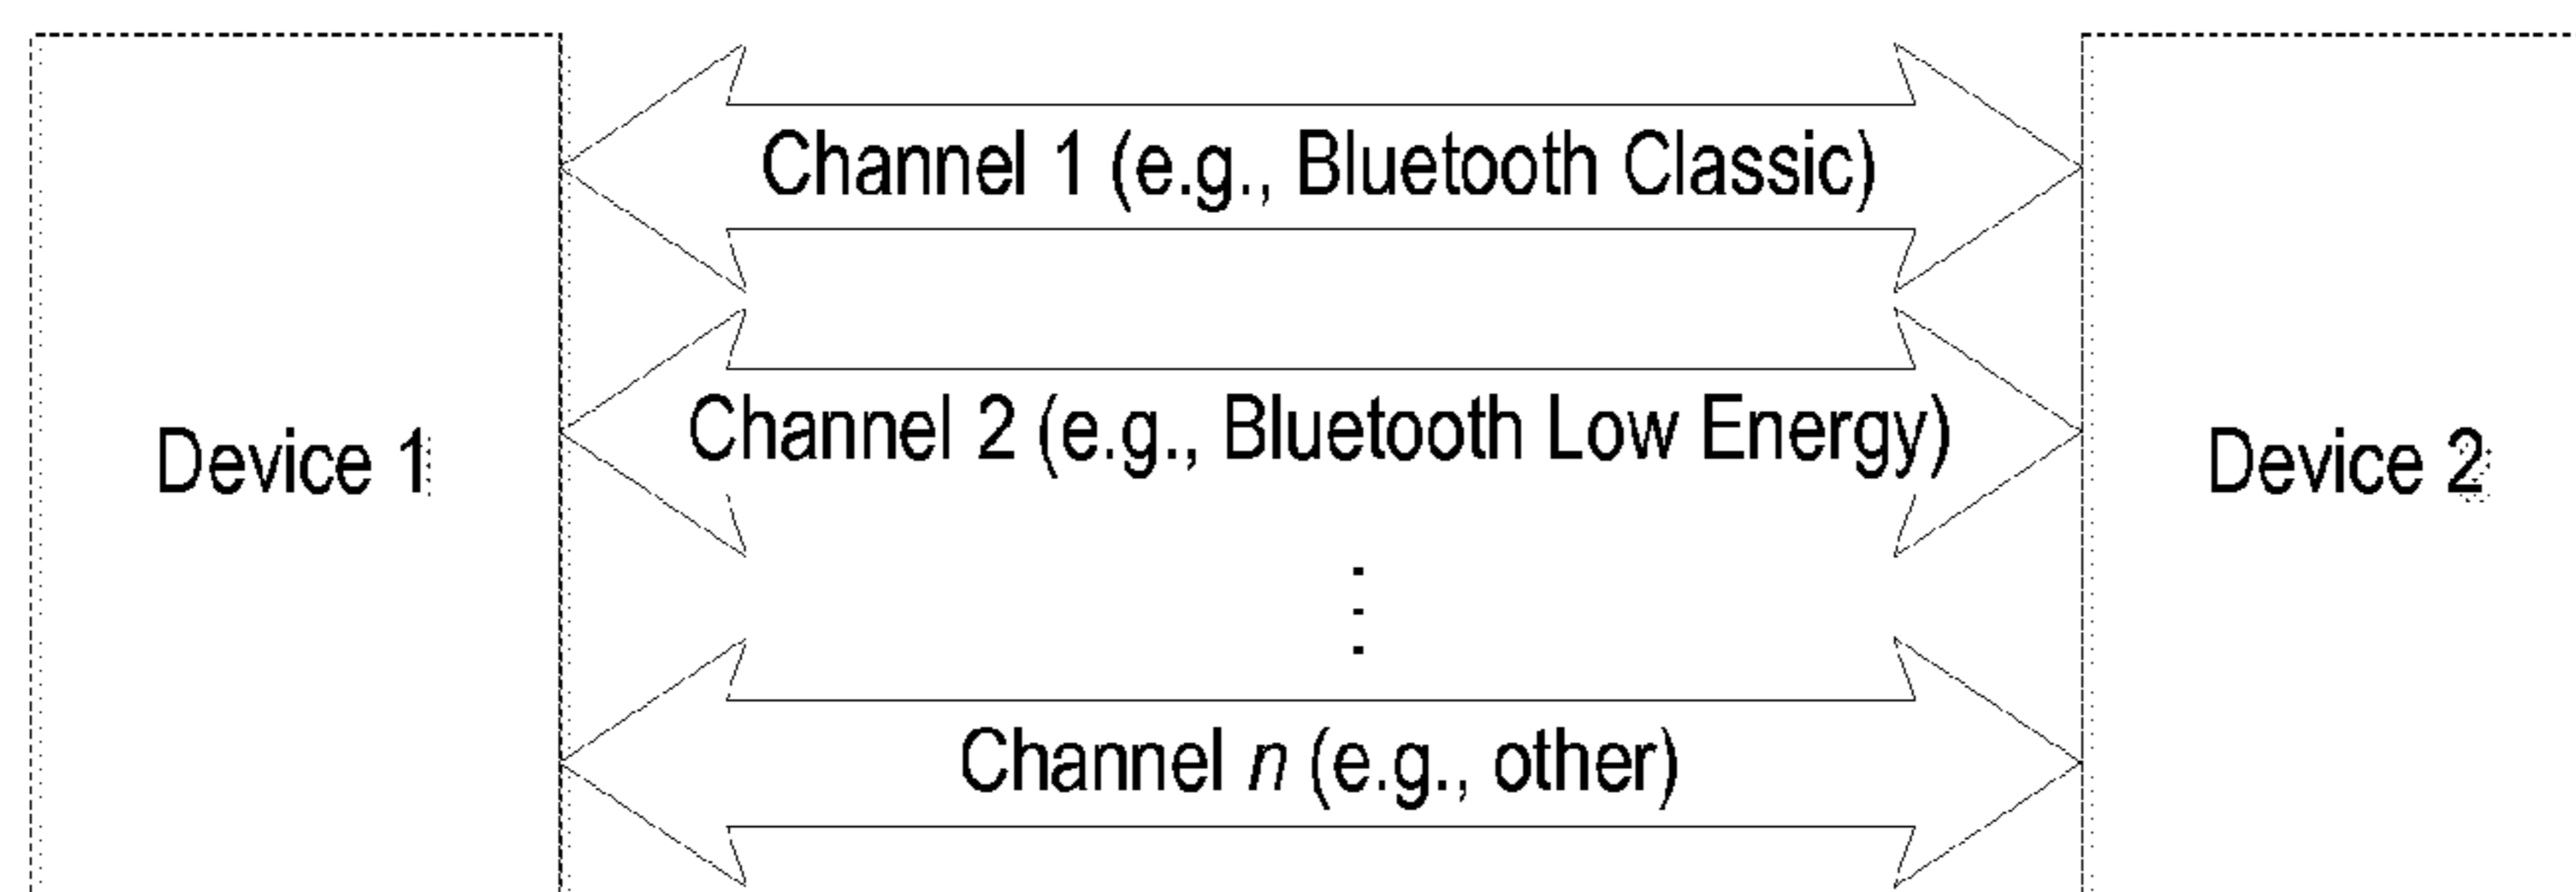 Channel 1 (e.g., Bluetooth Classic)
Channel 2 (e.g., Bluetooth Low Energy)
Device 1
Device 2
Channel n (e.g., other)